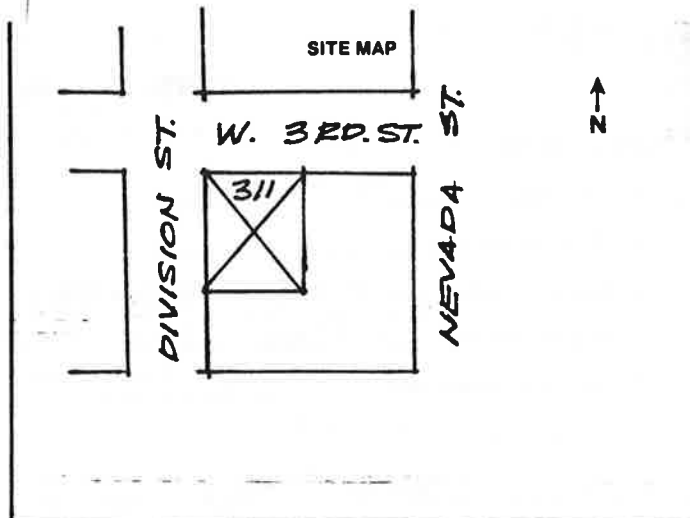 SITE MAP
W. 3RD. ST.
DIVISION ST.
NEVADA ST.
311
N